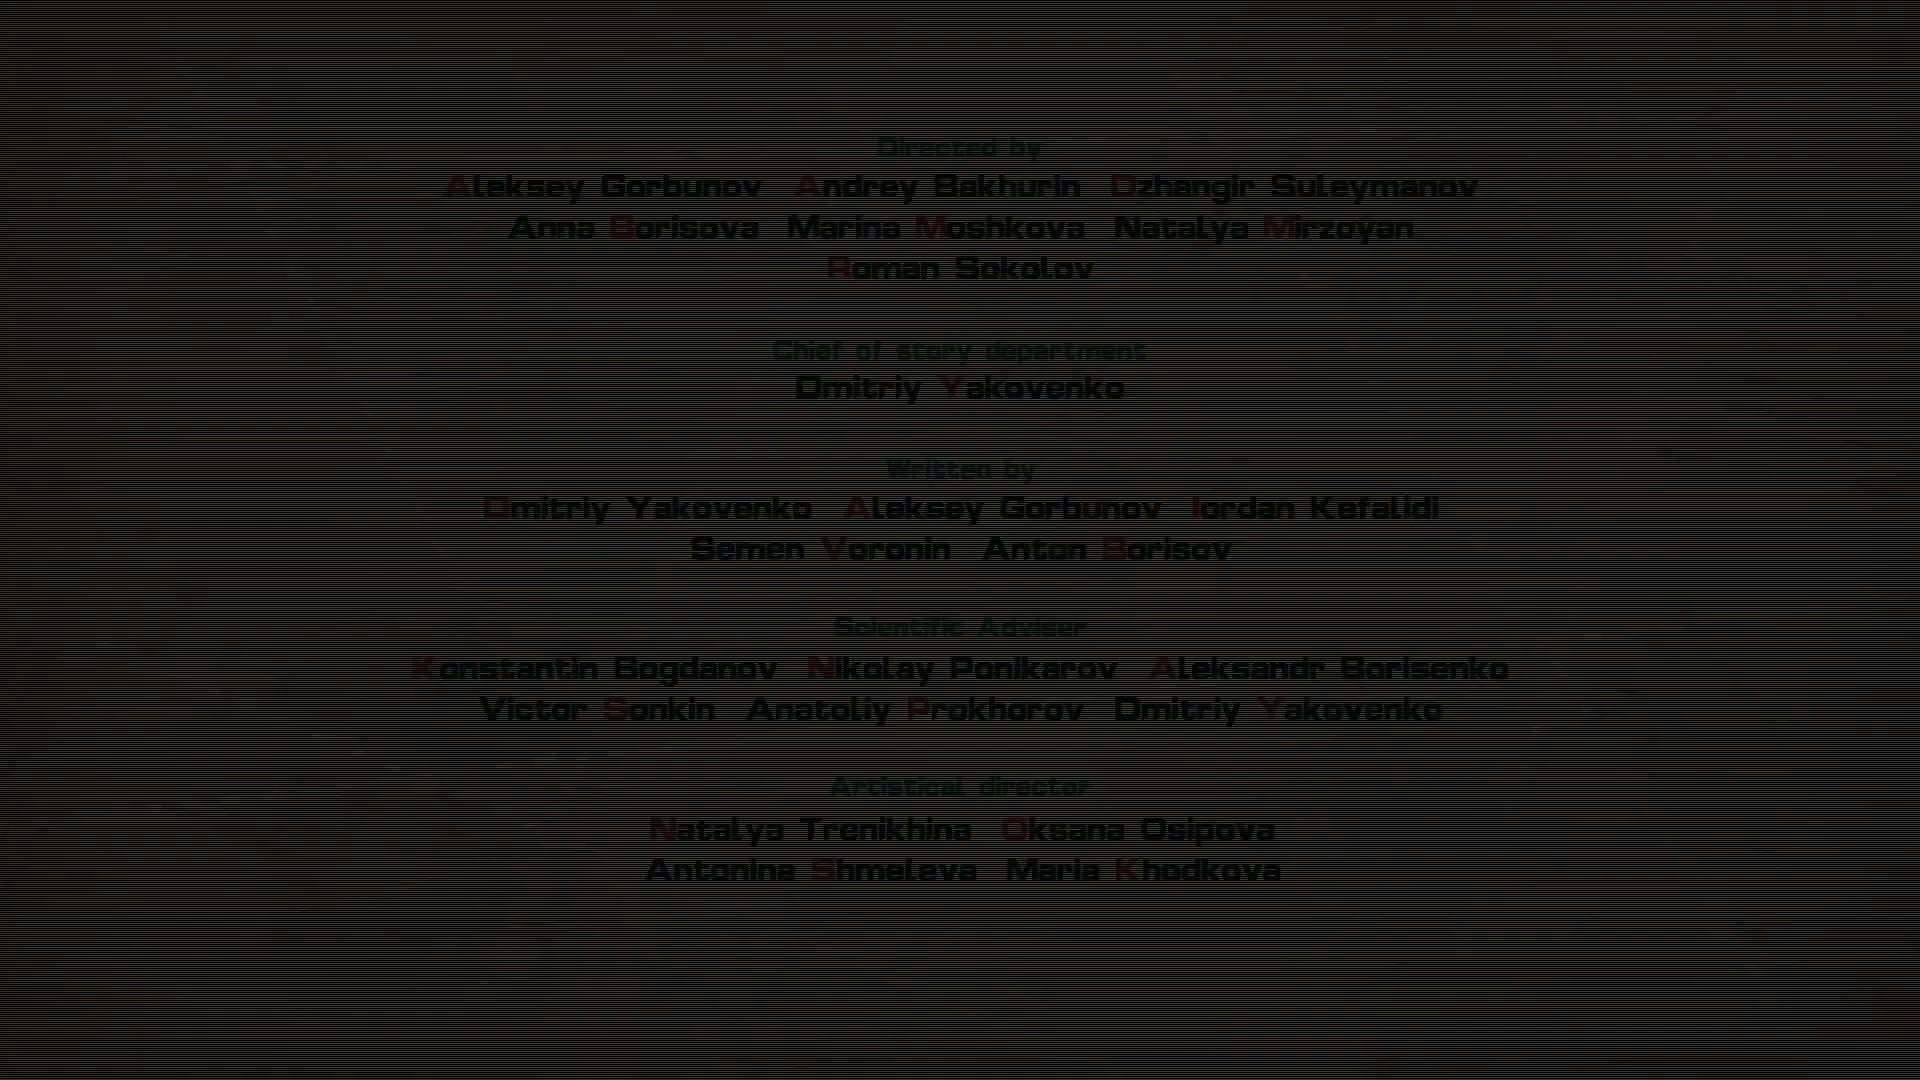 Directed by
Aleksey Gorbunov Andrey Bakhurin Dzhangir Suleymanov
Anna Borisova Marina Moshkova Natalya Mirzoyan
Roman Sokolov
Chief of story department
Dmitriy Yakovenko
Written by
Dmitriy Yakovenko Aleksey Gorbunov Iordan Kefalidi
Semen Voronin Anton Borisov
Scientific Adviser
Konstantin Bogdanov Nikolay Ponikarov Aleksandr Borisenko
Victor Sonkin Anatoliy Prokhorov Dmitriy Yakovenko
Artistical director
Natalya Trenikhina Oksana Osipova
Antonina Shmeleva Maria Khodkova